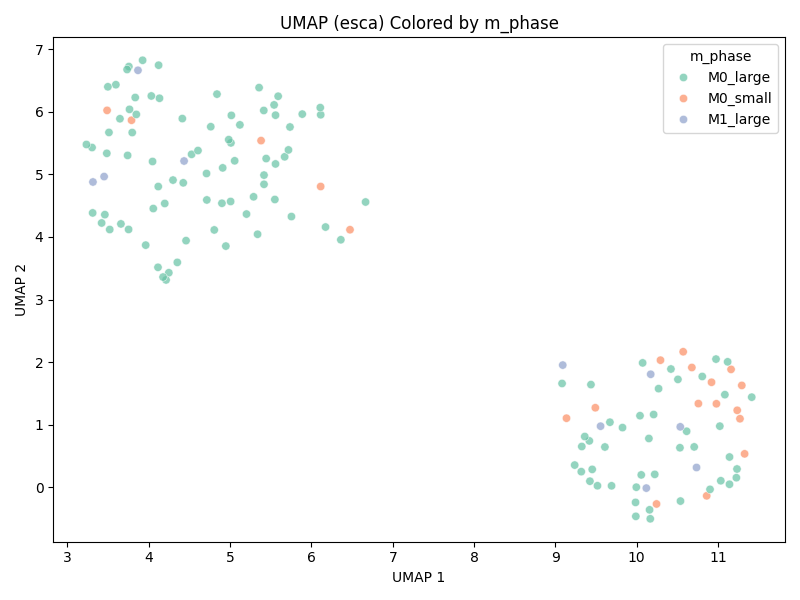 UMAP (esca) Colored by m_phase
m_phase
M0_large
M0_small
M1_large
UMAP 2
7
6
5
4
3
2
1
0
3 4 5 6 7 8 9 10 11
UMAP 1